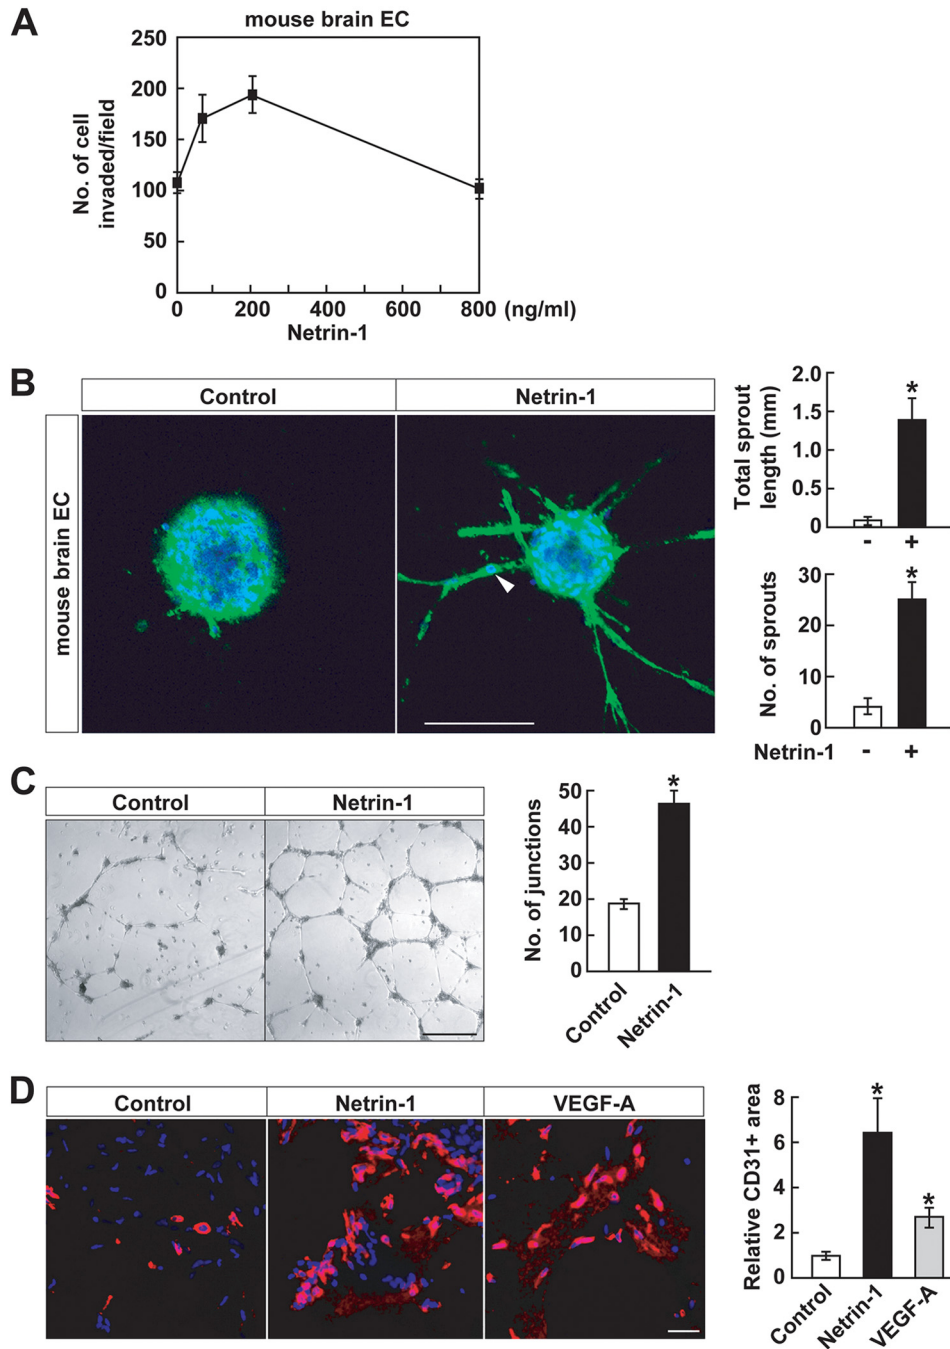 A
mouse brain EC
No. of cell
invaded/field
250
200
150
100
50
0
0 200 400 600 800 (ng/ml)
Netrin-1
B
Control Netrin-1
mouse brain EC
Total sprout
length (mm)
2.0
1.5
1.0
0.5
0
*
- +
No. of sprouts
30
20
10
0
*
Netrin-1 - +
C
Control Netrin-1
No. of junctions
50
40
30
20
10
0
*
Control Netrin-1
D
Control Netrin-1 VEGF-A
Relative CD31+ area
8
6
4
2
0
*
*
Control Netrin-1 VEGF-A